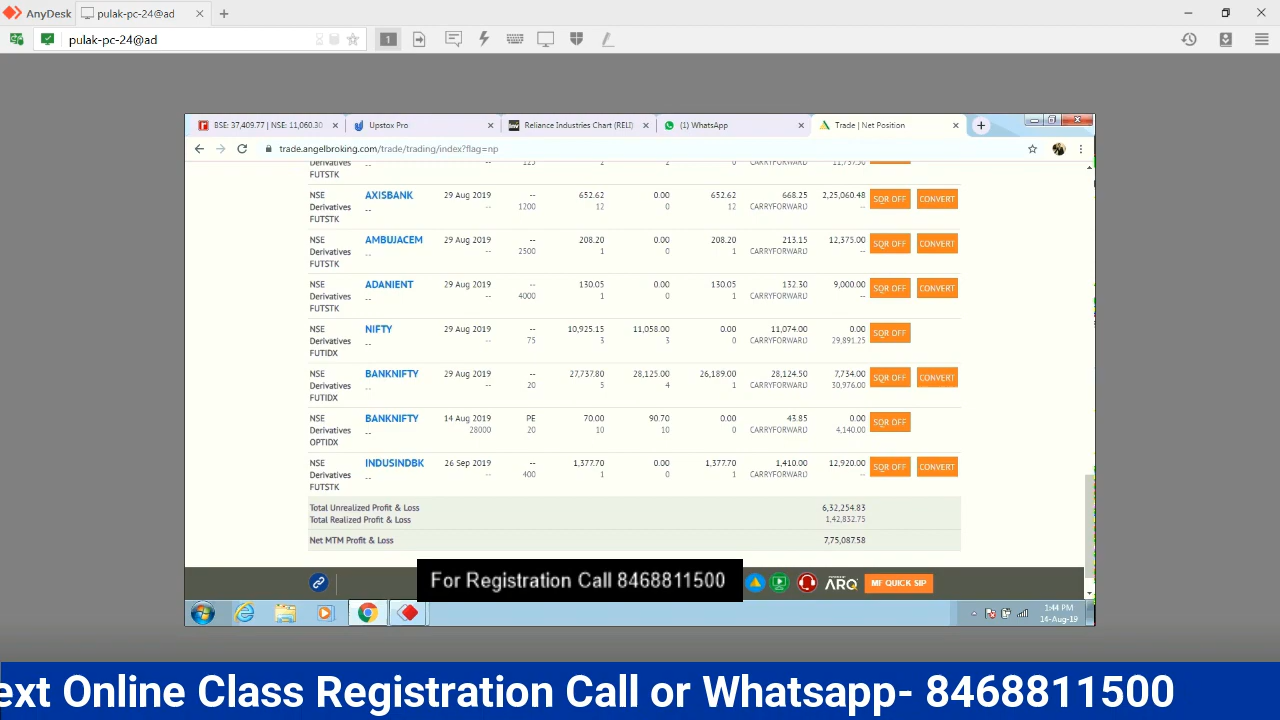 AnyDesk pulak-pc-24@ad
pulak-pc-24@ad 1
BSE: 37,409.77 | NSE: 11,060.30 Upstox Pro Reliance Industries Chart (RELI) (1) WhatsApp Trade | Net Position
trade.angelbroking.com/trade/trading/index?flag=np
Derivatives 125 2 2 0 CARRYFORWARD
FUTSTK
NSE AXISBANK 29 Aug 2019 -- 652.62 0.00 652.62 668.25 2,25,060.48 SQR OFF CONVERT
Derivatives -- -- 1200 12 0 12 CARRYFORWARD --
FUTSTK
NSE AMBUJACEM 29 Aug 2019 -- 208.20 0.00 208.20 213.15 12,375.00 SQR OFF CONVERT
Derivatives -- -- 2500 1 0 1 CARRYFORWARD --
FUTSTK
NSE ADANIENT 29 Aug 2019 -- 130.05 0.00 130.05 132.30 9,000.00 SQR OFF CONVERT
Derivatives -- -- 4000 1 0 1 CARRYFORWARD --
FUTSTK
NSE NIFTY 29 Aug 2019 -- 10,925.15 11,058.00 0.00 11,074.00 0.00 SQR OFF
Derivatives -- -- 75 3 3 0 CARRYFORWARD 29,891.25
FUTIDX
NSE BANKNIFTY 29 Aug 2019 -- 27,737.80 28,125.00 26,189.00 28,124.50 7,734.00 SQR OFF CONVERT
Derivatives -- -- 20 5 4 1 CARRYFORWARD 30,976.00
FUTIDX
NSE BANKNIFTY 14 Aug 2019 PE 70.00 90.70 0.00 43.85 0.00 SQR OFF
Derivatives -- 28000 20 10 10 0 CARRYFORWARD 4,140.00
OPTIDX
NSE INDUSINDBK 26 Sep 2019 -- 1,377.70 0.00 1,377.70 1,410.00 12,920.00 SQR OFF CONVERT
Derivatives -- -- 400 1 0 1 CARRYFORWARD --
FUTSTK
Total Unrealized Profit & Loss 6,32,254.83
Total Realized Profit & Loss 1,42,832.75
Net MTM Profit & Loss 7,75,087.58
For Registration Call 8468811500
ARQ MF QUICK SIP
1:44 PM
14-Aug-19
ext Online Class Registration Call or Whatsapp- 8468811500